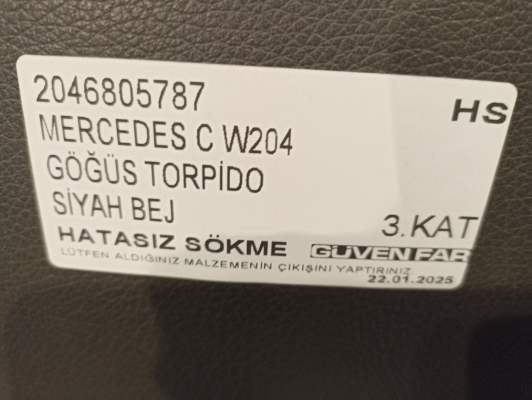 2046805787
HS
MERCEDES C W204
GÖĞÜS TORPİDO
SİYAH BEJ
3.KAT
HATASIZ SÖKME GÜVEN FAR
LÜTFEN ALDIĞINIZ MALZEMENİN ÇIKIŞINI YAPTIRINIZ
22.01.2025